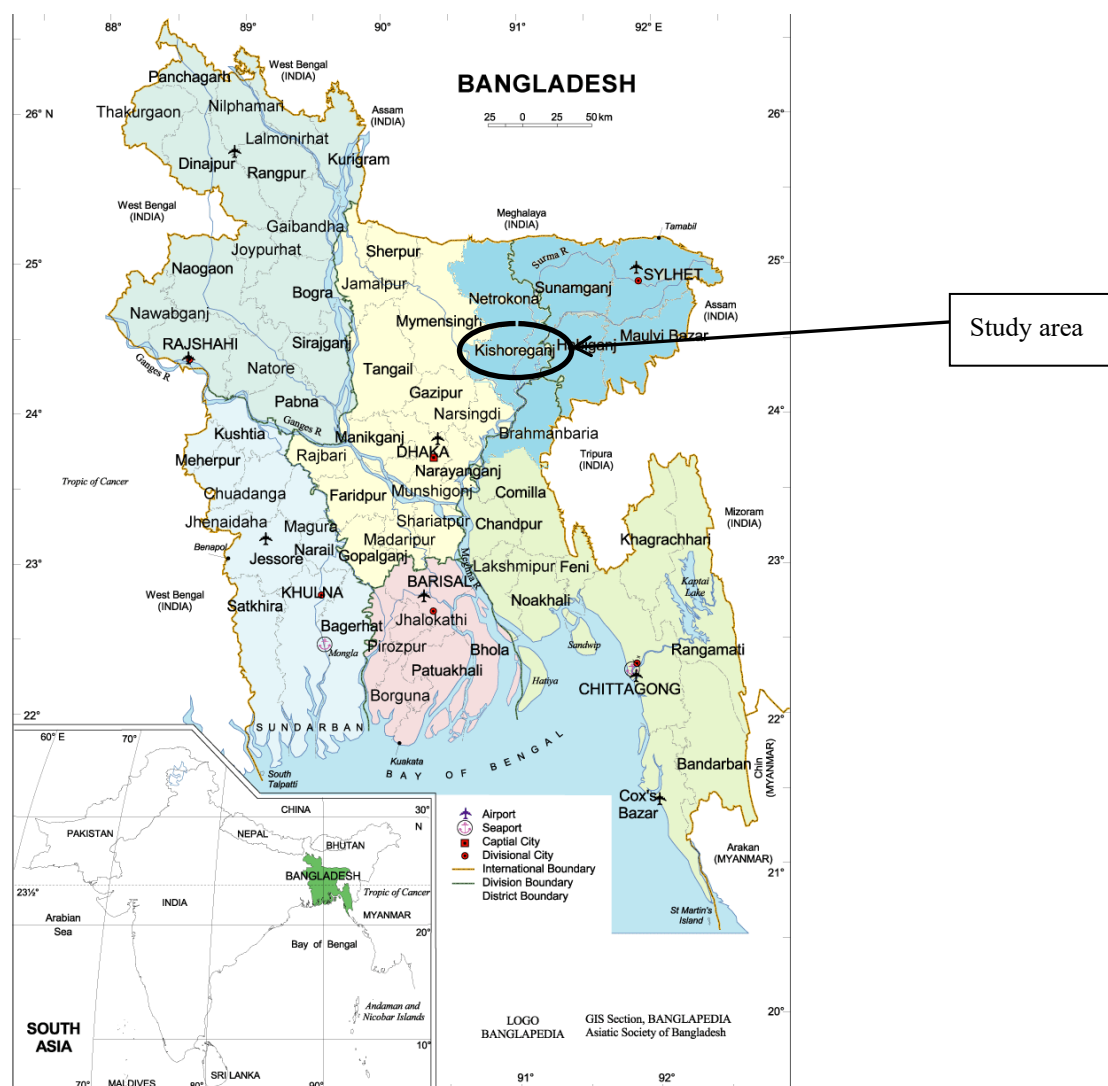 88°
89°
90°
91°
92° E
BANGLADESH
25 0 25 50 km
West Bengal
(INDIA)
Panchagarh
Thakurgaon
Nilphamari
26° N
26°
Assam
(INDIA)
Lalmonirhat
Dinajpur
Rangpur
Kurigram
West Bengal
(INDIA)
Meghalaya
(INDIA)
Tamabil
Gaibandha
Joypurhat
Sherpur
Surma R
25°
25°
Naogaon
Jamalpur
SYLHET
Sunamganj
Bogra
Netrokona
Assam
(INDIA)
Nawabganj
Mymensingh
Study area
RAJSHAHI
Sirajganj
Kishoreganj
Maulvi Bazar
Ganges R
Natore
Tangail
Gazipur
Pabna
Narsingdi
24°
24°
Ganges R
Kushtia
Manikganj
Brahmanbaria
DHAKA
Meherpur
Rajbari
Narayanganj
Tripura
(INDIA)
Tropic of Cancer
Chuadanga
Faridpur
Munshigonj
Comilla
Mizoram
(INDIA)
Jhenaidaha
Magura
Shariatpur
Chandpur
Benapol
Narail
Madaripur
Khagrachhari
Jessore
Gopalganj
23°
23°
Lakshmipur
Feni
Kaptai
Lake
BARISAL
West Bengal
(INDIA)
KHULNA
Satkhira
Jhalokathi
Noakhali
Bagerhat
Pirozpur
Bhola
Sandwip
Rangamati
Mongla
Patuakhali
Hatiya
CHITTAGONG
Borguna
22°
22°
SUNDARBAN
Kuakata
BAY OF BENGAL
South
Talpatti
Bandarban
Chin
(MYANMAR)
Cox's
Bazar
Arakan
(MYANMAR)
21°
St Martin's
Island
20°
Airport
Seaport
Captial City
Divisional City
International Boundary
Division Boundary
District Boundary
60° E
70°
CHINA
30°
N
PAKISTAN
NEPAL
BHUTAN
BANGLADESH
23½°
Tropic of Cancer
INDIA
MYANMAR
Arabian
Sea
20°
Bay of Bengal
Andaman and
Nicobar Islands
SOUTH
ASIA
10°
SRI LANKA
MALDIVES
70°
80°
90°
LOGO
BANGLAPEDIA
GIS Section, BANGLAPEDIA
Asiatic Society of Bangladesh
91°
92°